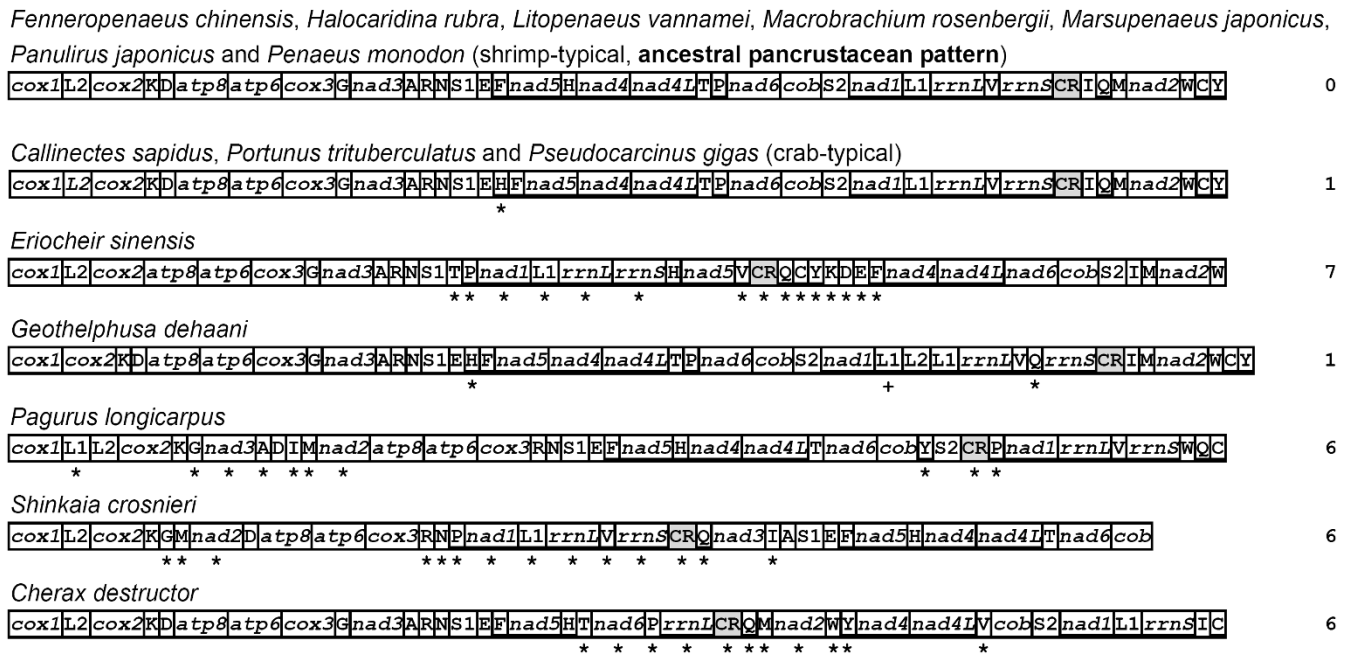 Fenneropenaeus chinensis, Halocaridina rubra, Litopenaeus vannamei, Macrobrachium rosenbergii, Marsupenaeus japonicus,
Panulirus japonicus and Penaeus monodon (shrimp-typical, ancestral pancrustacean pattern)
cox1 L2 cox2 K D atp8 atp6 cox3 G nad3 A R N S1 E F nad5 H nad4 nad4L T P nad6 cob S2 nad1 L1 rrnL V rrnS CR I Q M nad2 W C Y 0
Callinectes sapidus, Portunus trituberculatus and Pseudocarcinus gigas (crab-typical)
cox1 L2 cox2 K D atp8 atp6 cox3 G nad3 A R N S1 E H F nad5 nad4 nad4L T P nad6 cob S2 nad1 L1 rrnL V rrnS CR I Q M nad2 W C Y 1
*
Eriocheir sinensis
cox1 L2 cox2 atp8 atp6 cox3 G nad3 A R N S1 T P nad1 L1 rrnL rrnS H nad5 V CR Q C Y K D E F nad4 nad4L nad6 cob S2 I M nad2 W 7
* * * * * * * * * * * * * * *
Geothelphusa dehaani
cox1 cox2 K D atp8 atp6 cox3 G nad3 A R N S1 E H F nad5 nad4 nad4L T P nad6 cob S2 nad1 L1 L2 L1 rrnL V Q rrnS CR I M nad2 W C Y 1
* + *
Pagurus longicarpus
cox1 L1 L2 cox2 K G nad3 A D I M nad2 atp8 atp6 cox3 R N S1 E F nad5 H nad4 nad4L T nad6 cob Y S2 CR P nad1 rrnL V rrnS W Q C 6
* * * * * * * * * *
Shinkaia crosnieri
cox1 L2 cox2 K G M nad2 D atp8 atp6 cox3 R N P nad1 L1 rrnL V rrnS CR Q nad3 I A S1 E F nad5 H nad4 nad4L T nad6 cob 6
* * * * * * * * * * * * * *
Cherax destructor
cox1 L2 cox2 K D atp8 atp6 cox3 G nad3 A R N S1 E F nad5 H T nad6 P rrnL CR Q M nad2 W Y nad4 nad4L V cob S2 nad1 L1 rrnS I C 6
* * * * * * * * * * *